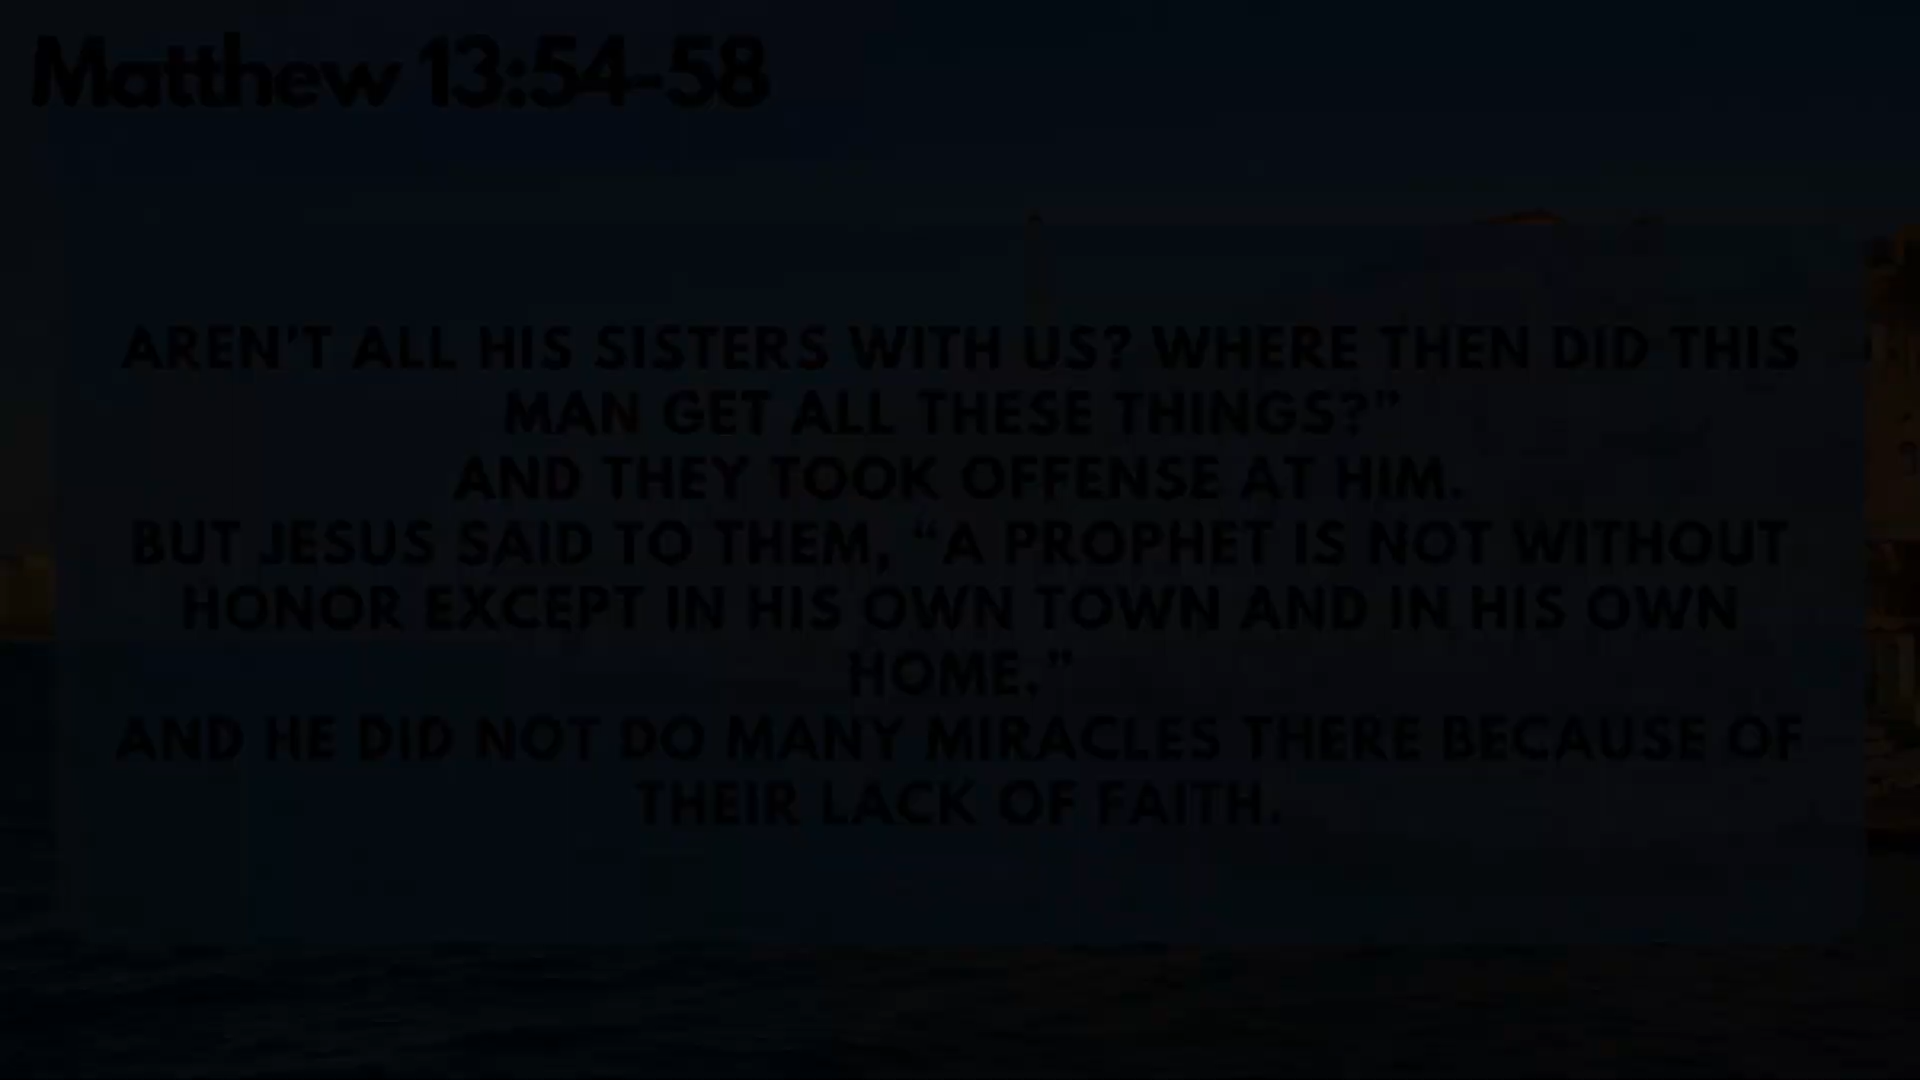 Matthew 13:54-58
AREN’T ALL HIS SISTERS WITH US? WHERE THEN DID THIS
MAN GET ALL THESE THINGS?”
AND THEY TOOK OFFENSE AT HIM.
BUT JESUS SAID TO THEM, “A PROPHET IS NOT WITHOUT
HONOR EXCEPT IN HIS OWN TOWN AND IN HIS OWN
HOME.”
AND HE DID NOT DO MANY MIRACLES THERE BECAUSE OF
THEIR LACK OF FAITH.